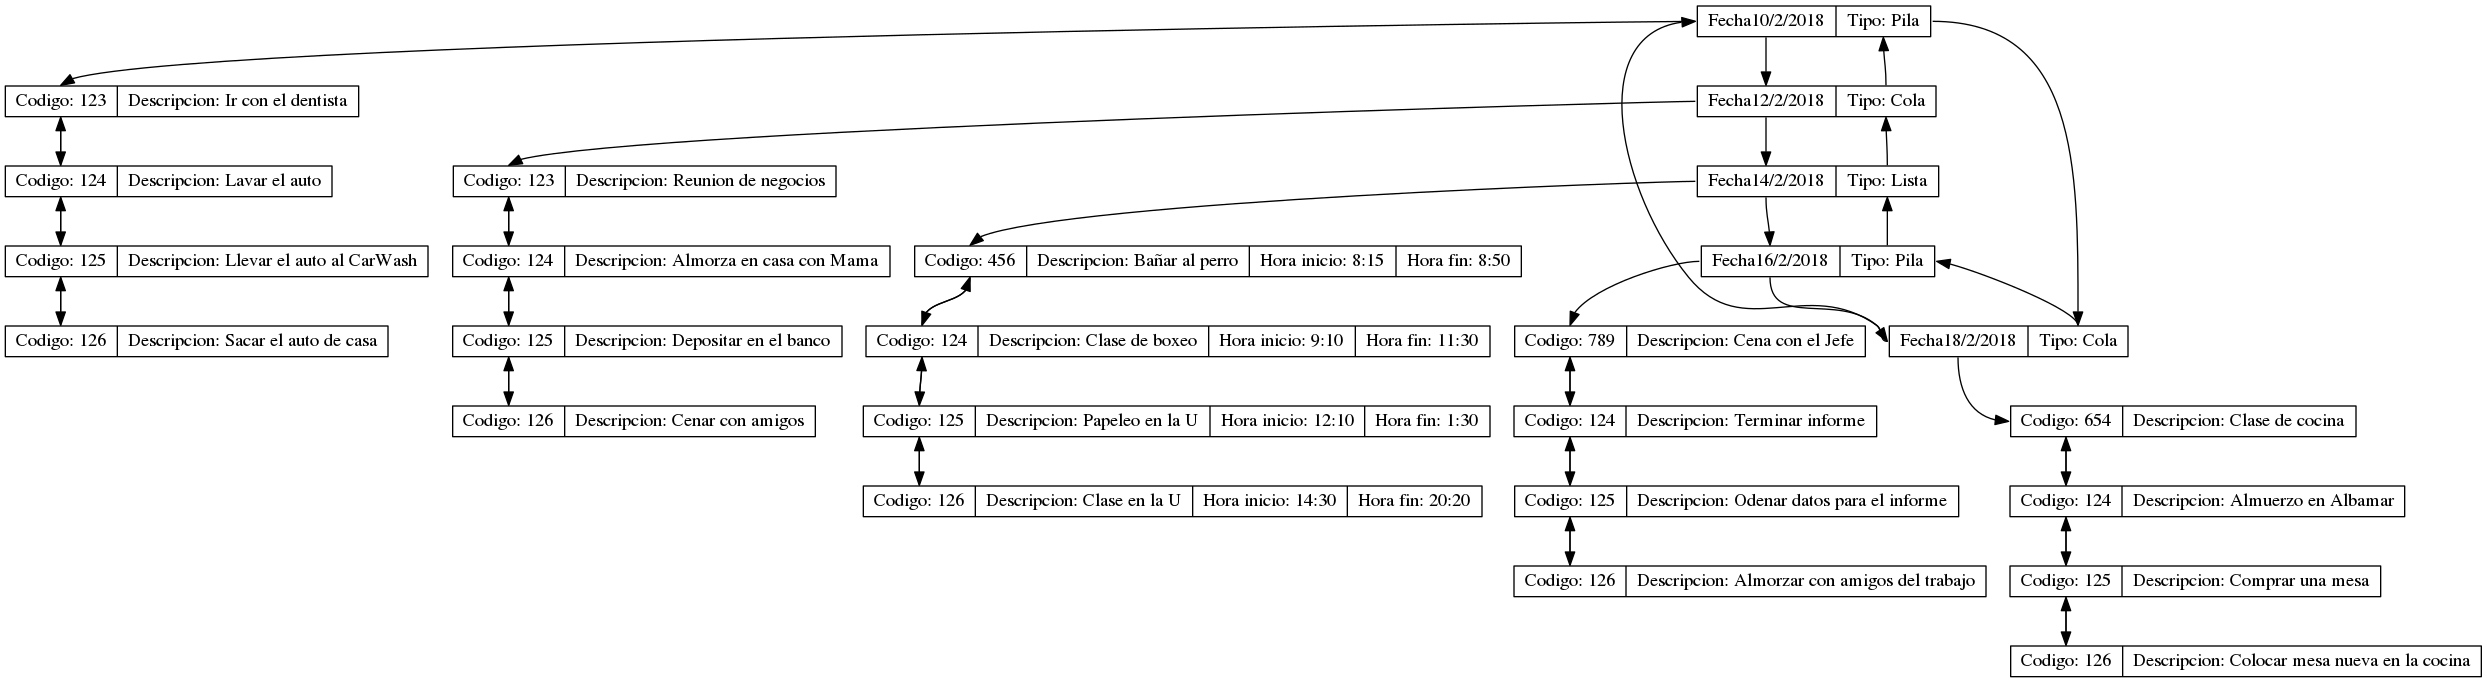 Fecha10/2/2018 Tipo: Pila
Codigo: 123 Descripcion: Ir con el dentista
Fecha12/2/2018 Tipo: Cola
Codigo: 124 Descripcion: Lavar el auto
Codigo: 123 Descripcion: Reunion de negocios
Fecha14/2/2018 Tipo: Lista
Codigo: 125 Descripcion: Llevar el auto al CarWash
Codigo: 124 Descripcion: Almorza en casa con Mama
Codigo: 456 Descripcion: Bañar al perro Hora inicio: 8:15 Hora fin: 8:50
Fecha16/2/2018 Tipo: Pila
Codigo: 126 Descripcion: Sacar el auto de casa
Codigo: 125 Descripcion: Depositar en el banco
Codigo: 124 Descripcion: Clase de boxeo Hora inicio: 9:10 Hora fin: 11:30
Codigo: 789 Descripcion: Cena con el Jefe
Fecha18/2/2018 Tipo: Cola
Codigo: 126 Descripcion: Cenar con amigos
Codigo: 125 Descripcion: Papeleo en la U Hora inicio: 12:10 Hora fin: 1:30
Codigo: 124 Descripcion: Terminar informe
Codigo: 654 Descripcion: Clase de cocina
Codigo: 126 Descripcion: Clase en la U Hora inicio: 14:30 Hora fin: 20:20
Codigo: 125 Descripcion: Odenar datos para el informe
Codigo: 124 Descripcion: Almuerzo en Albamar
Codigo: 126 Descripcion: Almorzar con amigos del trabajo
Codigo: 125 Descripcion: Comprar una mesa
Codigo: 126 Descripcion: Colocar mesa nueva en la cocina